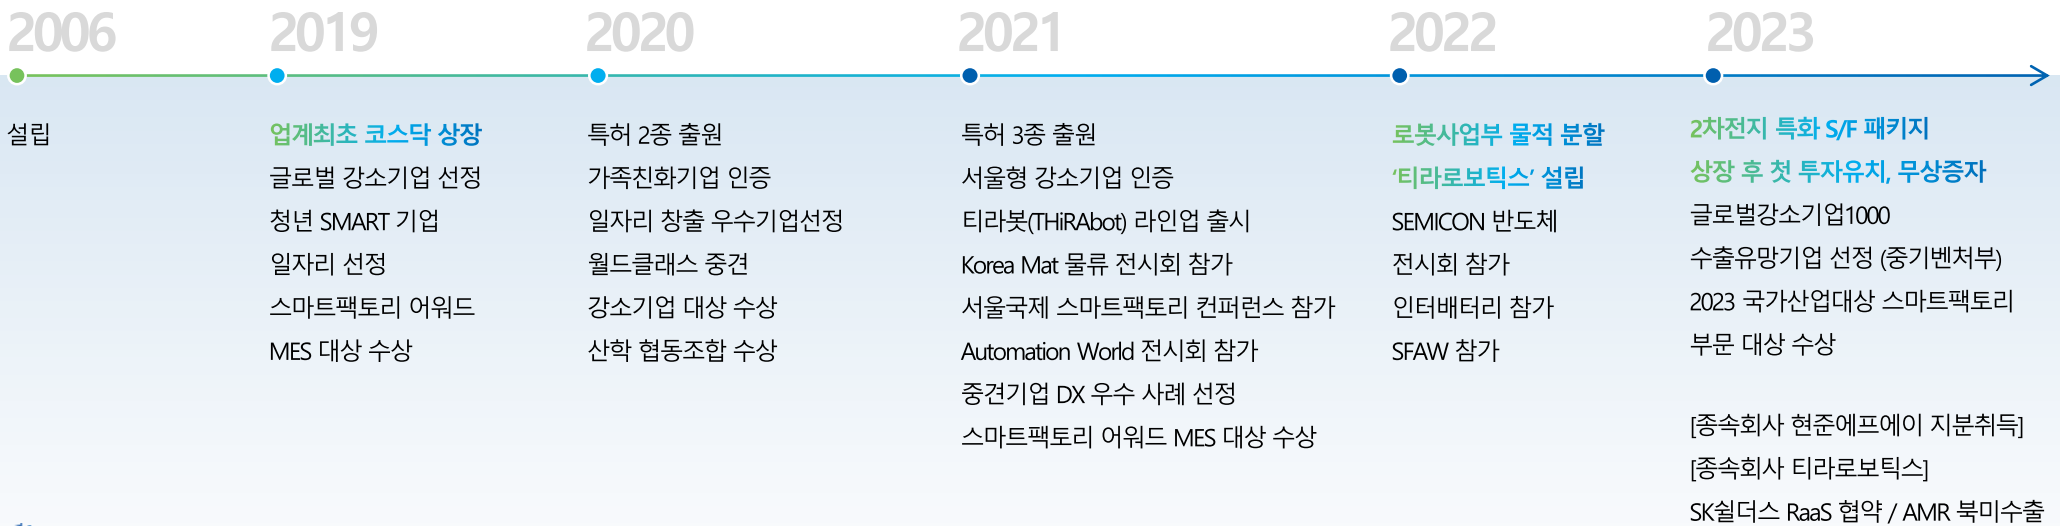 2006
설립
2019
업계최초 코스닥 상장
글로벌 강소기업 선정
청년 SMART 기업
일자리 선정
스마트팩토리 어워드
MES 대상 수상
2020
특허 2종 출원
가족친화기업 인증
일자리 창출 우수기업선정
월드클래스 중견
강소기업 대상 수상
산학 협동조합 수상
2021
특허 3종 출원
서울형 강소기업 인증
티라봇(THiRAbot) 라인업 출시
Korea Mat 물류 전시회 참가
서울국제 스마트팩토리 컨퍼런스 참가
Automation World 전시회 참가
중견기업 DX 우수 사례 선정
스마트팩토리 어워드 MES 대상 수상
2022
로봇사업부 물적 분할
‘티라로보틱스’ 설립
SEMICON 반도체
전시회 참가
인터배터리 참가
SFAW 참가
2023
2차전지 특화 S/F 패키지
상장 후 첫 투자유치, 무상증자
글로벌강소기업1000
수출유망기업 선정 (중기벤처부)
2023 국가산업대상 스마트팩토리
부문 대상 수상
[종속회사 현준에프에이 지분취득]
[종속회사 티라로보틱스]
SK쉴더스 RaaS 협약 / AMR 북미수출